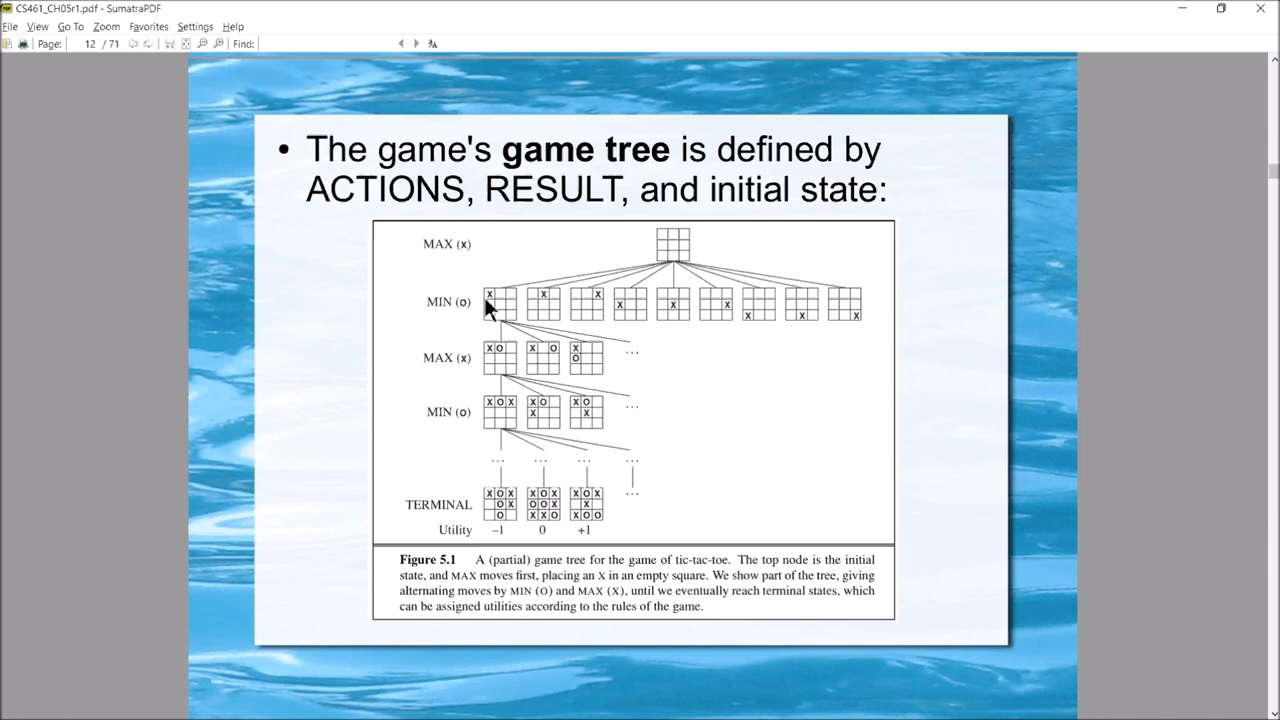 CS461_CH05r1.pdf - SumatraPDF
File View Go To Zoom Favorites Settings Help
Page: 12 / 71 Find:
• The game's game tree is defined by
ACTIONS, RESULT, and initial state:
MAX (X)
MIN (O)
X X X X X X X X X
MAX (X)
X O X O X
O
...
MIN (O)
X O X X O X O
X X
...
... ... ... ...
TERMINAL
X O X X O X X O X
O X O O X X
O X X O X O O
...
Utility -1 0 +1
Figure 5.1 A (partial) game tree for the game of tic-tac-toe. The top node is the initial
state, and MAX moves first, placing an X in an empty square. We show part of the tree, giving
alternating moves by MIN (O) and MAX (X), until we eventually reach terminal states, which
can be assigned utilities according to the rules of the game.